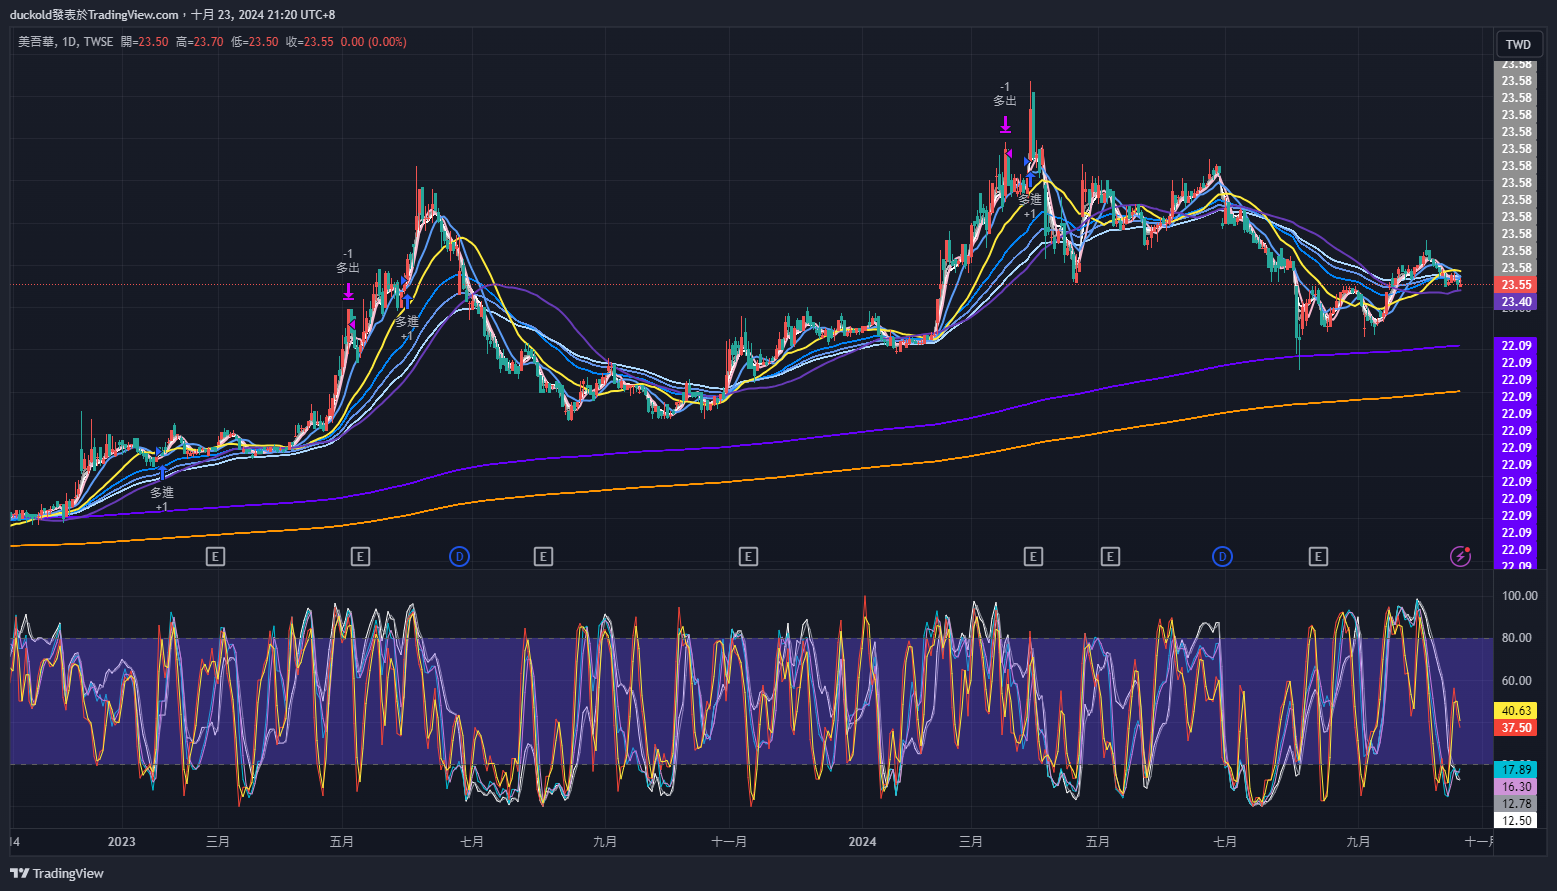 duckold發表於TradingView.com，十月 23, 2024 21:20 UTC+8
美吾華, 1D, TWSE 開=23.50 高=23.70 低=23.50 收=23.55 0.00 (0.00%)
TWD
23.58
23.58
23.58
23.58
23.58
23.58
23.58
23.58
23.58
23.58
23.58
23.58
23.58
23.55
23.40
22.09
22.09
22.09
22.09
22.09
22.09
22.09
22.09
22.09
22.09
22.09
22.09
22.09
22.09
-1
多出
多進
+1
-1
多出
多進
+1
多進
+1
E
E
D
E
E
E
E
D
E
100.00
80.00
60.00
40.63
37.50
17.89
16.30
12.78
12.50
14
2023
三月
五月
七月
九月
十一月
2024
三月
五月
七月
九月
十一月
TradingView